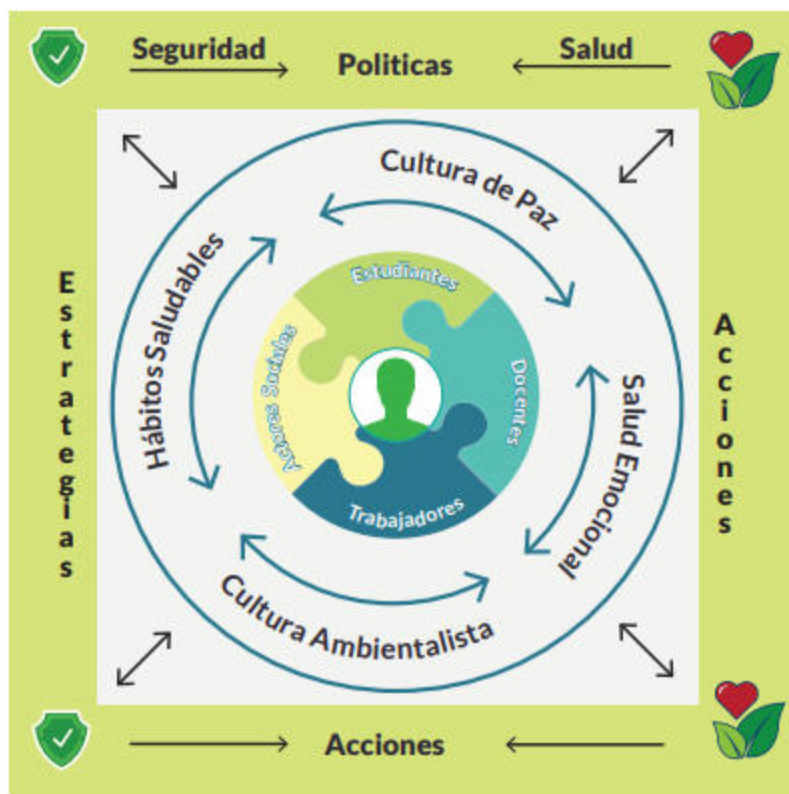 Seguridad
Politicas
Salud
Cultura de Paz
Estrategias
Hábitos Saludables
Estudiantes
Actores Sociales
Docentes
Salud Emocional
Acciones
Trabajadores
Cultura Ambientalista
Acciones